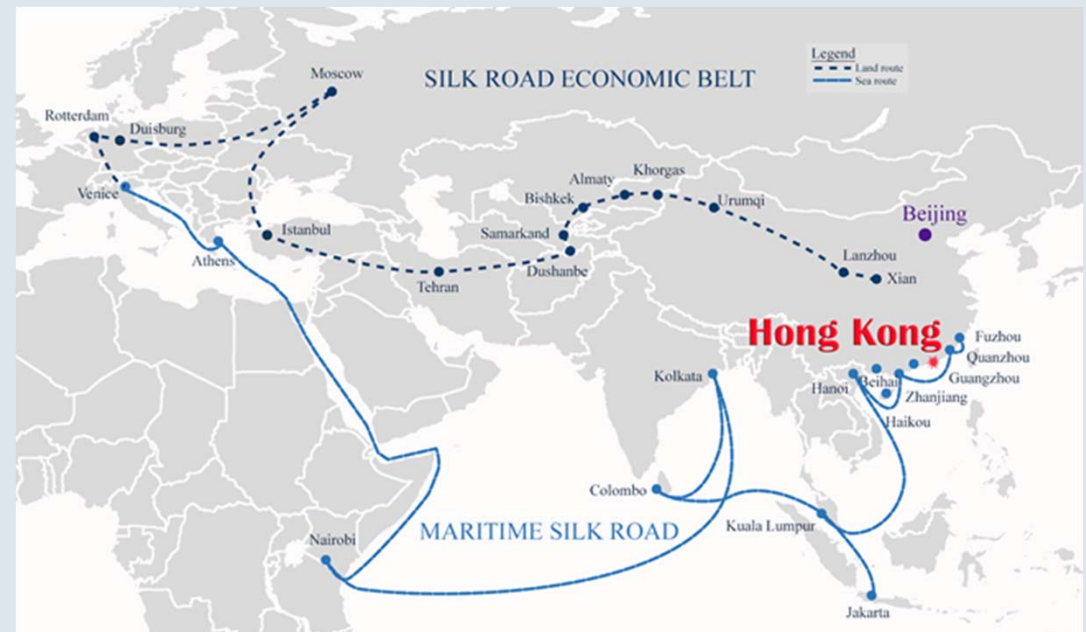 SILK ROAD ECONOMIC BELT
Legend
Land route
Sea route
Moscow
Rotterdam
Duisburg
Venice
Athens
Istanbul
Tehran
Dushanbe
Samarkand
Bishkek
Almaty
Khorgas
Urumqi
Lanzhou
Xian
Beijing
Hong Kong
Fuzhou
Quanzhou
Guangzhou
Zhanjiang
Haikou
Beihai
Hanoi
Kolkata
Colombo
Kuala Lumpur
Jakarta
MARITIME SILK ROAD
Nairobi